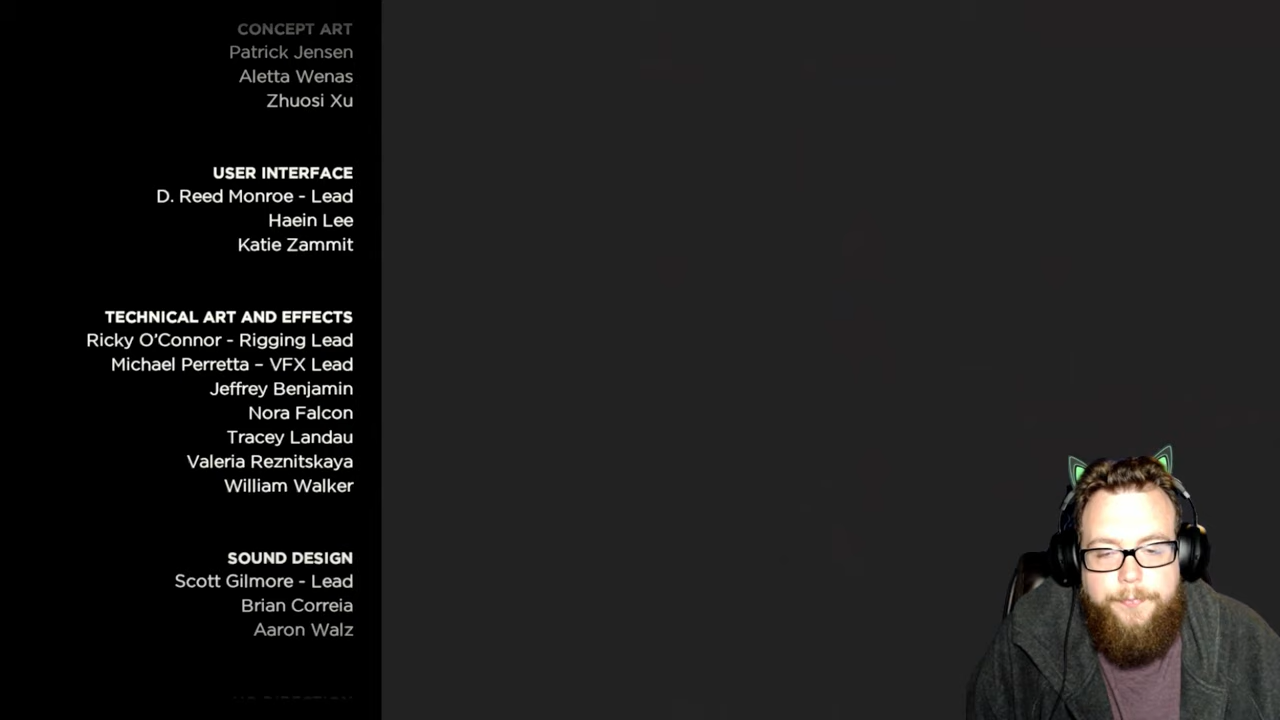 CONCEPT ART
Patrick Jensen
Aletta Wenas
Zhuosi Xu
USER INTERFACE
D. Reed Monroe - Lead
Haein Lee
Katie Zammit
TECHNICAL ART AND EFFECTS
Ricky O’Connor - Rigging Lead
Michael Perretta – VFX Lead
Jeffrey Benjamin
Nora Falcon
Tracey Landau
Valeria Reznitskaya
William Walker
SOUND DESIGN
Scott Gilmore - Lead
Brian Correia
Aaron Walz